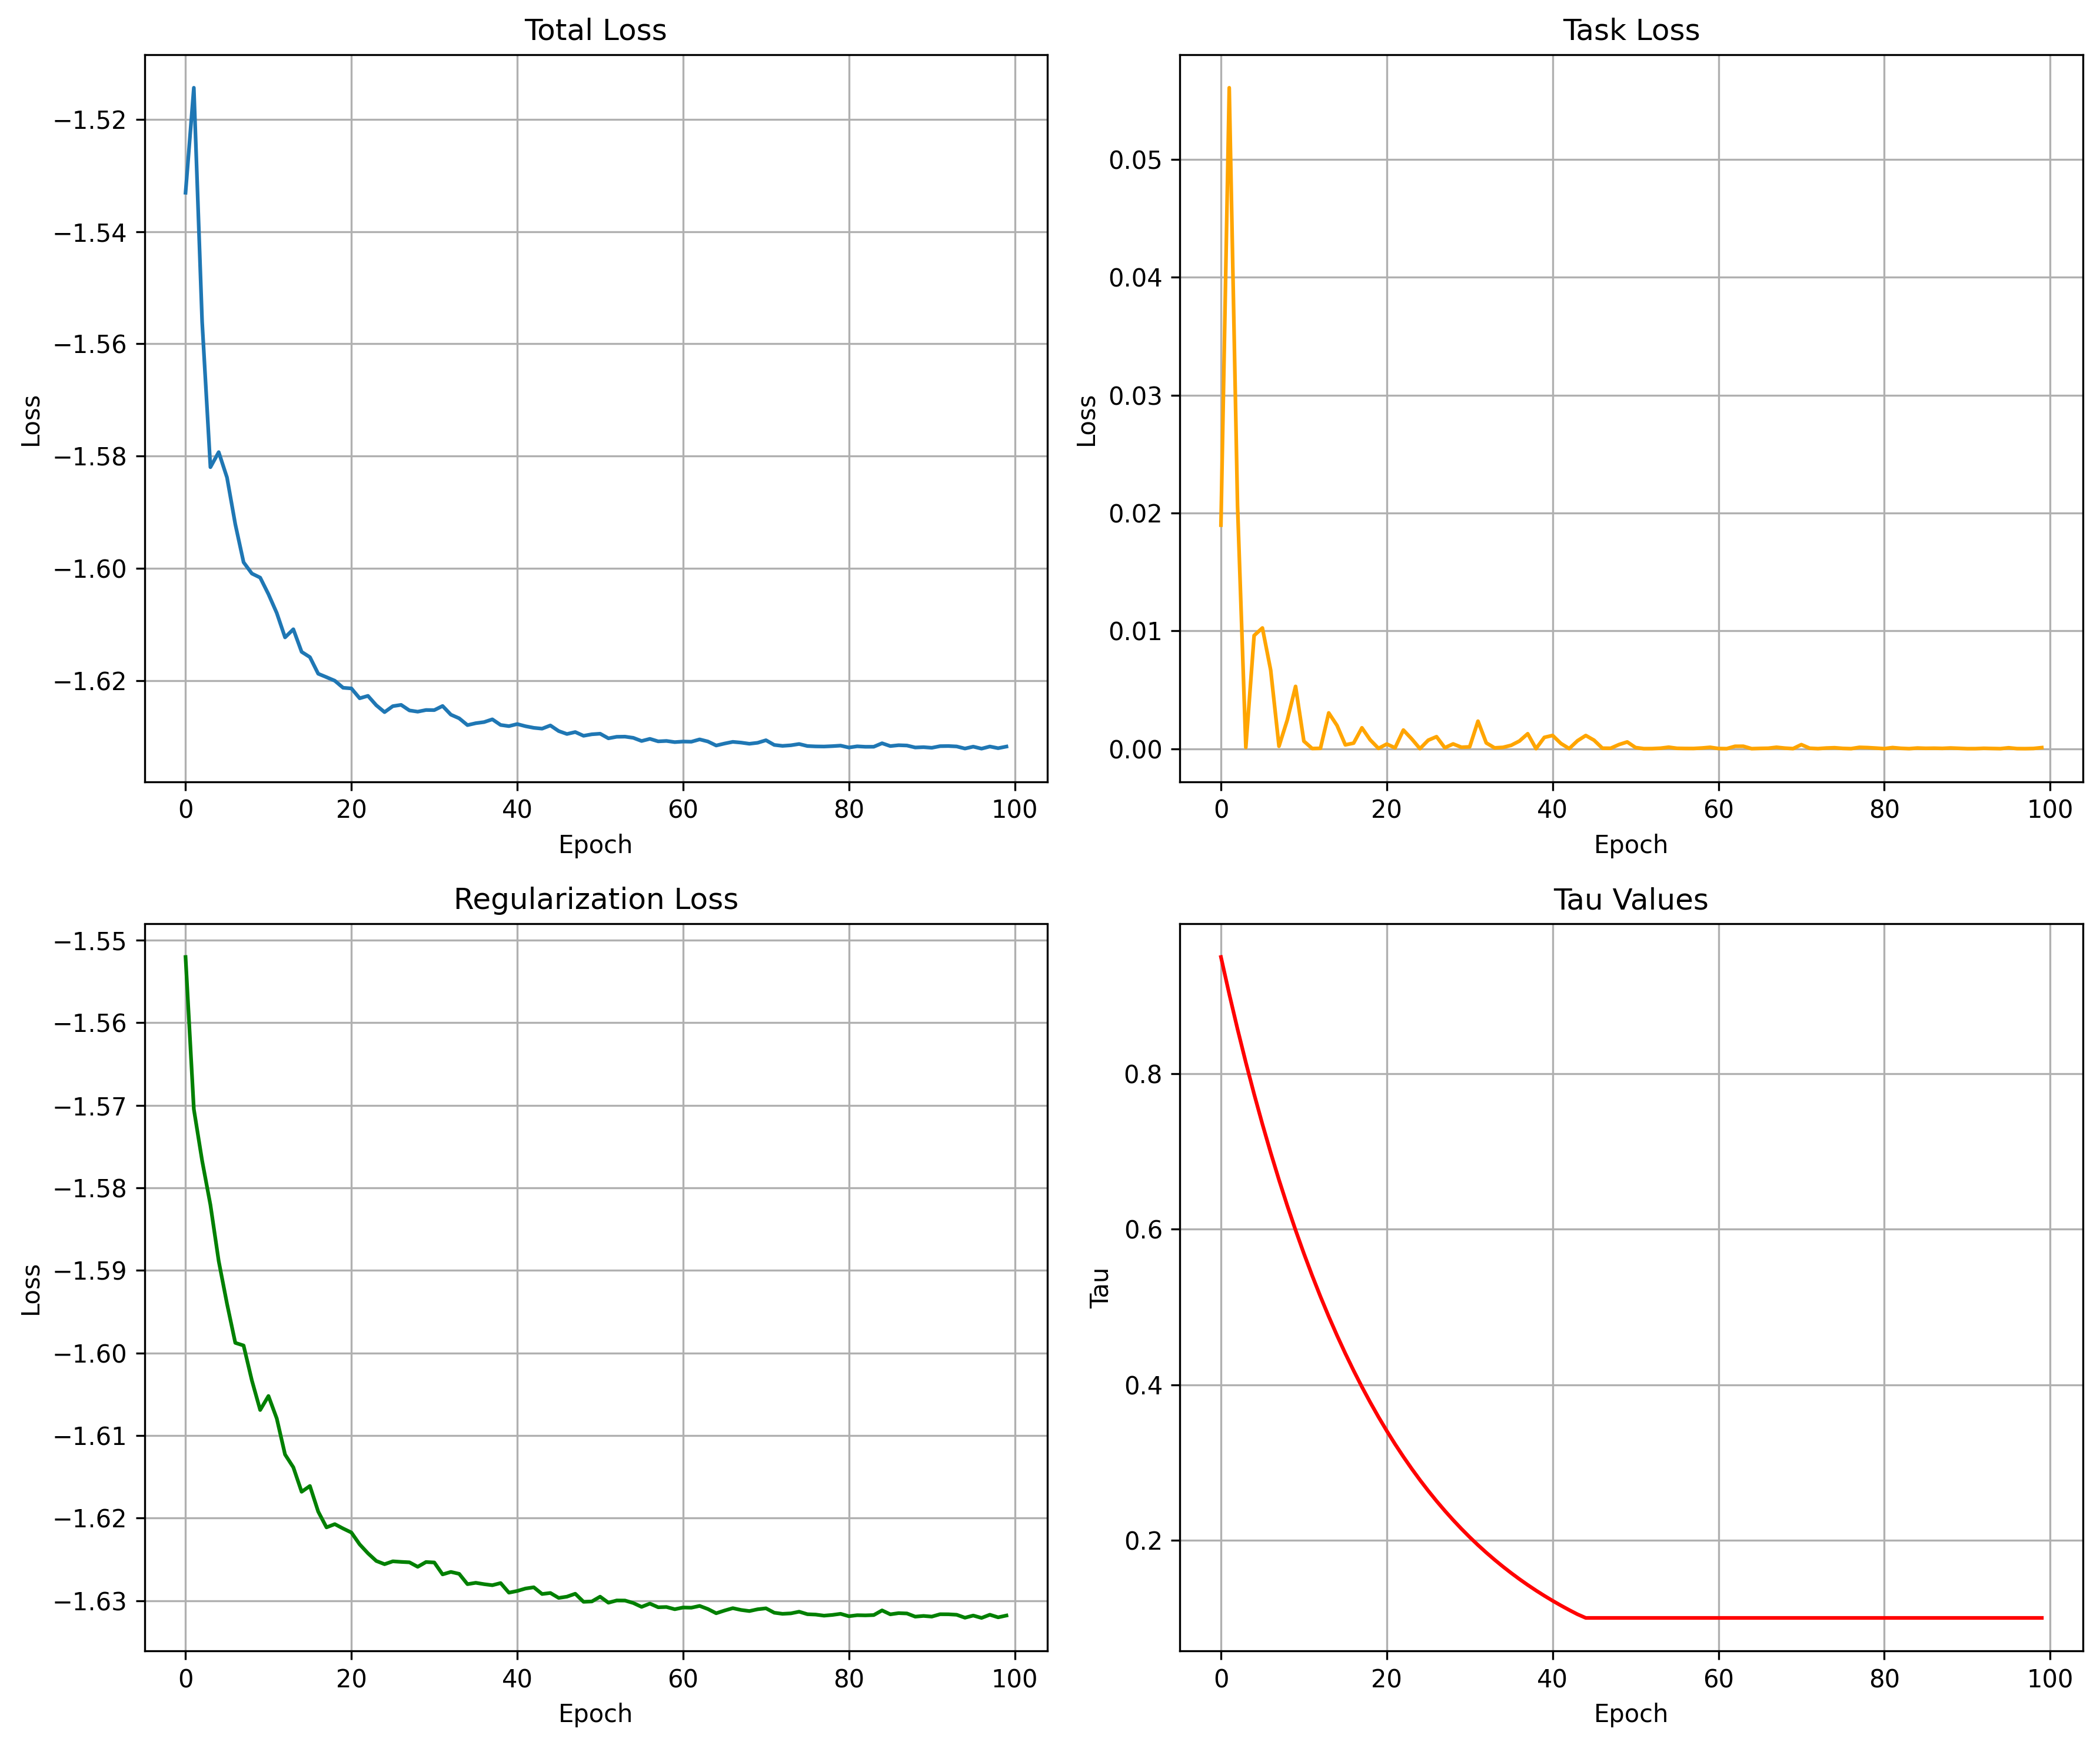 Total Loss
Loss
−1.52
−1.54
−1.56
−1.58
−1.60
−1.62
0 20 40 60 80 100
Epoch
Task Loss
Loss
0.05
0.04
0.03
0.02
0.01
0.00
0 20 40 60 80 100
Epoch
Regularization Loss
Loss
−1.55
−1.56
−1.57
−1.58
−1.59
−1.60
−1.61
−1.62
−1.63
0 20 40 60 80 100
Epoch
Tau Values
Tau
0.8
0.6
0.4
0.2
0 20 40 60 80 100
Epoch